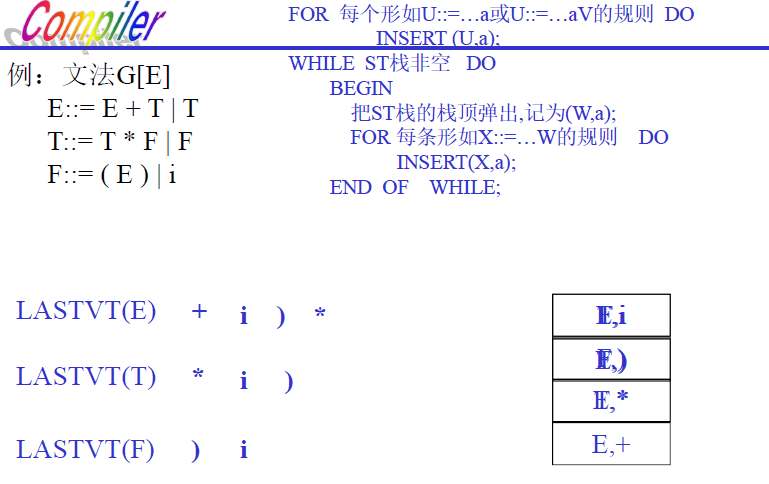 Compiler
FOR 每个形如U::=…a或U::=…aV的规则 DO
INSERT (U,a);
WHILE ST栈非空 DO
BEGIN
把ST栈的栈顶弹出,记为(W,a);
FOR 每条形如X::=…W的规则 DO
INSERT(X,a);
END OF WHILE;
例：文法G[E]
E::= E + T | T
T::= T * F | F
F::= ( E ) | i
LASTVT(E) + i ) *
LASTVT(T) * i )
LASTVT(F) ) i
,i
,)
,*
E,+